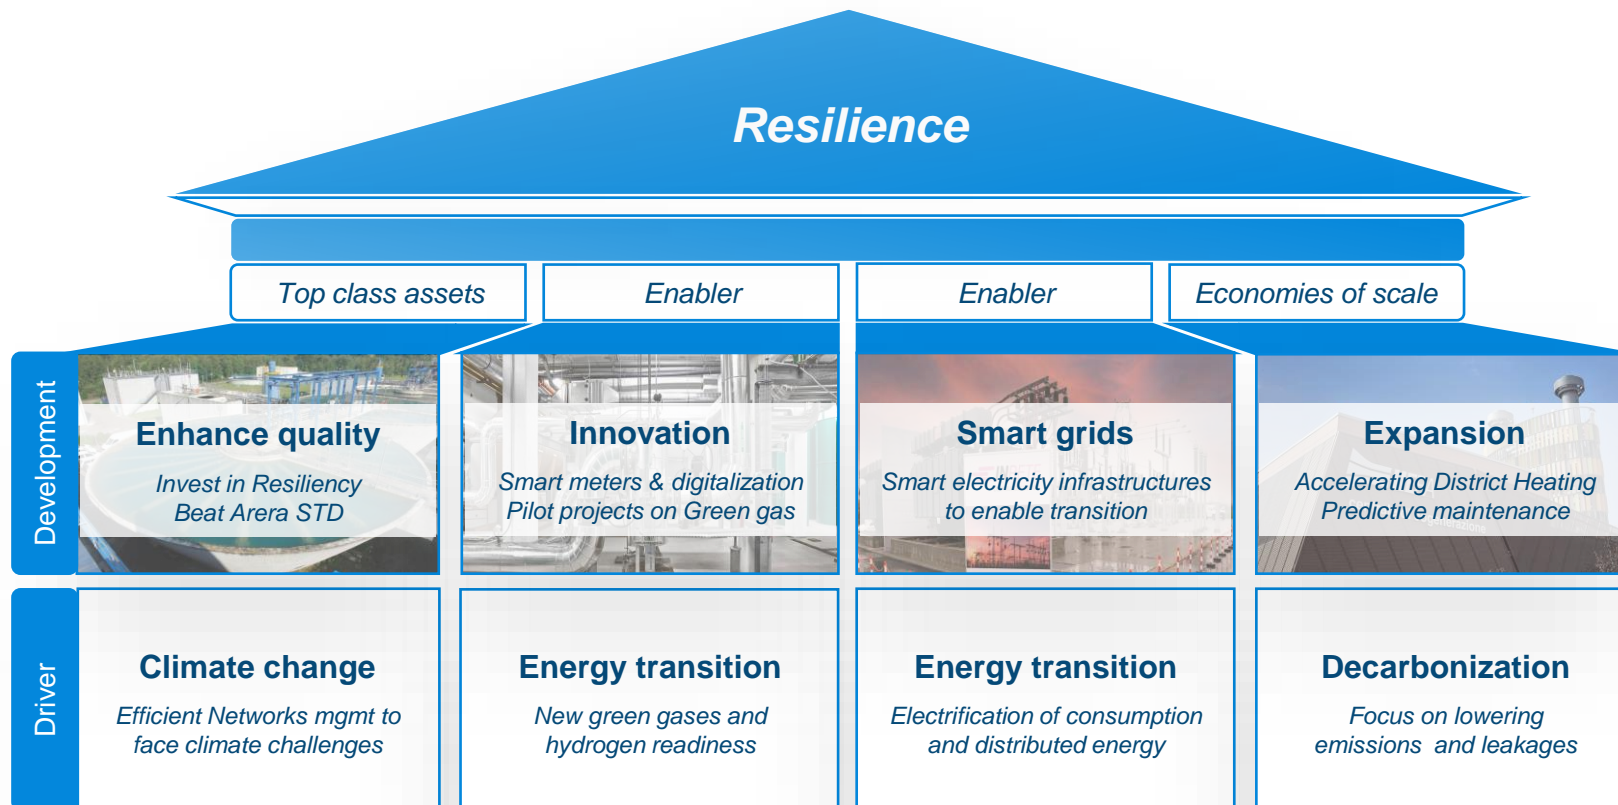 Resilience
Top class assets
Enabler
Enabler
Economies of scale
Development
Enhance quality
Invest in Resiliency
Beat Arera STD
Innovation
Smart meters & digitalization
Pilot projects on Green gas
Smart grids
Smart electricity infrastructures
to enable transition
Expansion
Accelerating District Heating
Predictive maintenance
Driver
Climate change
Efficient Networks mgmt to
face climate challenges
Energy transition
New green gases and
hydrogen readiness
Energy transition
Electrification of consumption
and distributed energy
Decarbonization
Focus on lowering
emissions and leakages